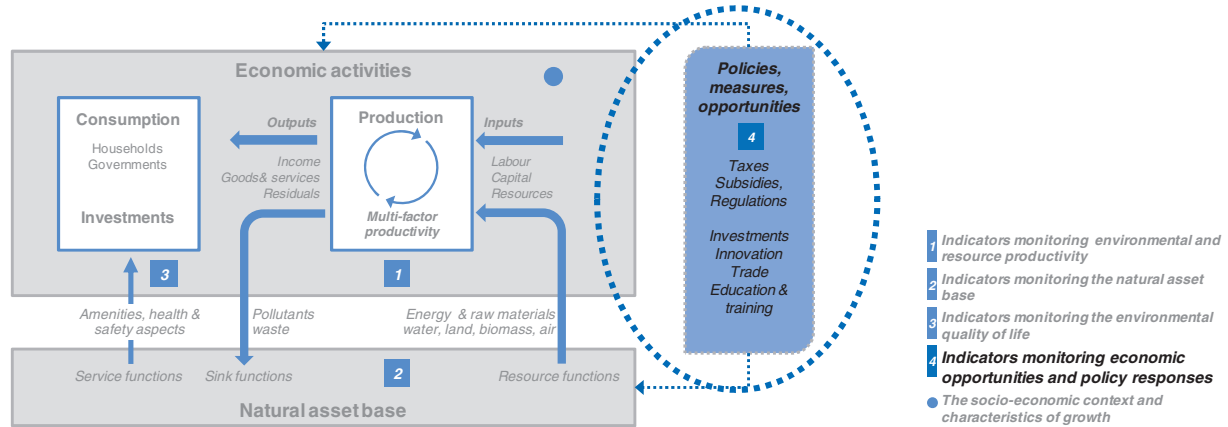 Economic activities
Consumption
Households
Governments
Investments
3
Outputs
Income
Goods& services
Residuals
Production
Multi-factor
productivity
1
Inputs
Labour
Capital
Resources
Policies,
measures,
opportunities
4
Taxes
Subsidies,
Regulations
Investments
Innovation
Trade
Education &
training
Amenities, health &
safety aspects
Pollutants
waste
Energy & raw materials
water, land, biomass, air
Service functions
Sink functions
2
Resource functions
Natural asset base
1 Indicators monitoring environmental and
resource productivity
2 Indicators monitoring the natural asset
base
3 Indicators monitoring the environmental
quality of life
4 Indicators monitoring economic
opportunities and policy responses
The socio-economic context and
characteristics of growth